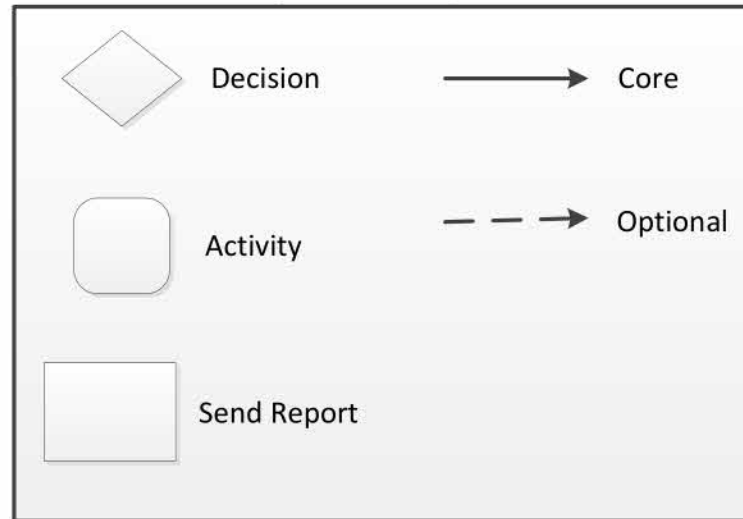 Decision
Core
Activity
Optional
Send Report